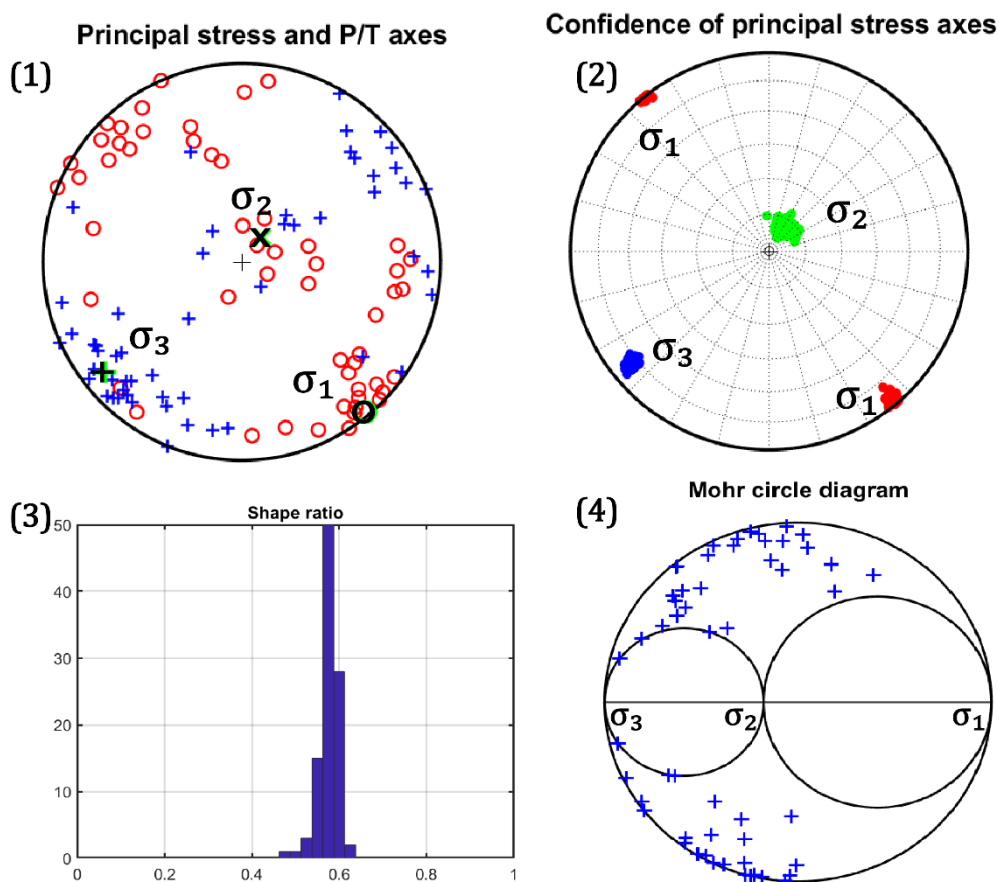 Principal stress and P/T axes
(1)
σ2
σ3
σ1
Confidence of principal stress axes
(2)
σ1
σ2
σ3
σ1
(3)
Shape ratio
50
40
30
20
10
0
0
0.2
0.4
0.6
0.8
1
Mohr circle diagram
(4)
σ3
σ2
σ1